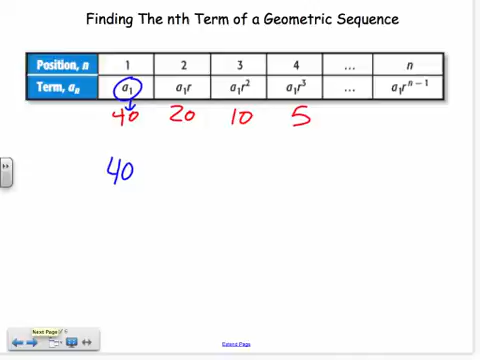 Finding The nth Term of a Geometric Sequence
Position, n 1 2 3 4 ... n
Term, aₙ a₁ a₁r a₁r² a₁r³ ... a₁rⁿ⁻¹
40 20 10 5
40
Next Page
Extend Page